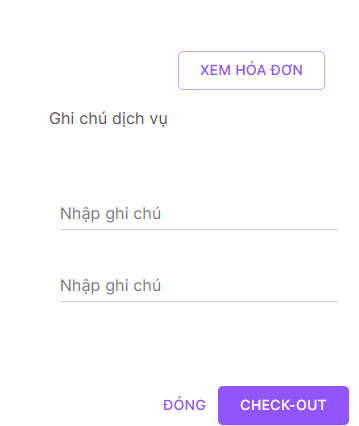 XEM HÓA ĐƠN
Ghi chú dịch vụ
Nhập ghi chú
Nhập ghi chú
ĐÓNG CHECK-OUT